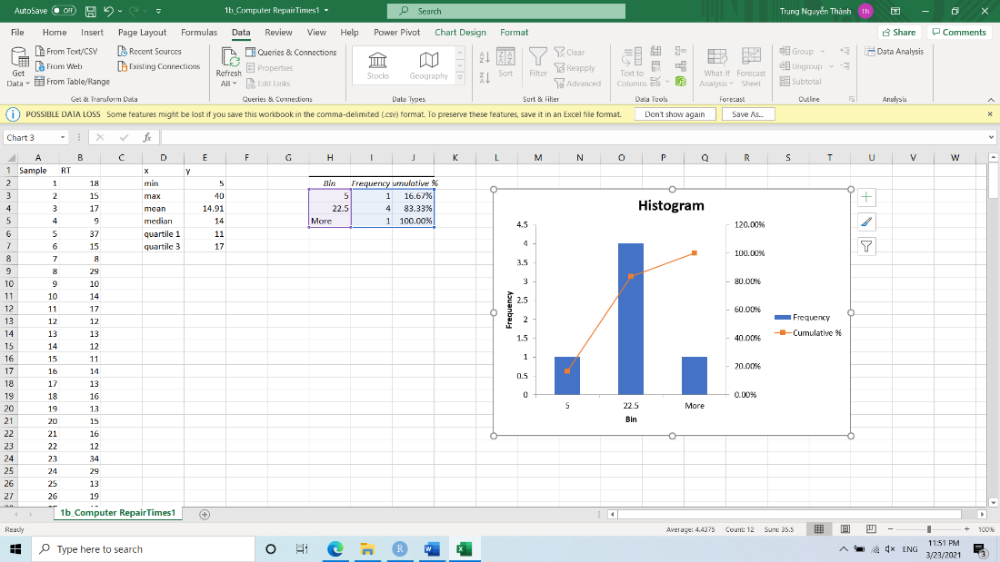 AutoSave Off 1b_Computer RepairTimes1 Search Trung Nguyễn Thành TN
File Home Insert Page Layout Formulas Data Review View Help Power Pivot Chart Design Format Share Comments
Get Data
From Text/CSV
From Web
From Table/Range
Recent Sources
Existing Connections
Get & Transform Data
Refresh All
Queries & Connections
Properties
Edit Links
Queries & Connections
Stocks Geography
Data Types
Sort Filter
Clear
Reapply
Advanced
Sort & Filter
Text to Columns
Data Tools
What-If Analysis
Forecast Sheet
Forecast
Group
Ungroup
Subtotal
Outline
Data Analysis
Analysis
POSSIBLE DATA LOSS Some features might be lost if you save this workbook in the comma-delimited (.csv) format. To preserve these features, save it in an Excel file format. Don't show again Save As...
Chart 3 fx
A B C D E F G H I J K L M N O P Q R S T U V W
1 Sample RT x y
2 1 18 min 5 Bin Frequency umulative %
3 2 15 max 40 5 1 16.67%
4 3 17 mean 14.91 22.5 4 83.33%
5 4 9 median 14 More 1 100.00%
6 5 37 quartile 1 11
7 6 15 quartile 3 17
8 7 8
9 8 29
10 9 10
11 10 14
12 11 17
13 12 12
14 13 13
15 14 12
16 15 11
17 16 14
18 17 13
19 18 16
20 19 13
21 20 15
22 21 16
23 22 12
24 23 34
25 24 29
26 25 13
27 26 19
Histogram
Frequency
4.5
4
3.5
3
2.5
2
1.5
1
0.5
0
120.00%
100.00%
80.00%
60.00%
40.00%
20.00%
0.00%
5 22.5 More
Bin
Frequency
Cumulative %
1b_Computer RepairTimes1
Ready Average: 4.4375 Count: 12 Sum: 35.5 100%
Type here to search
ENG
11:51 PM
3/23/2021
3